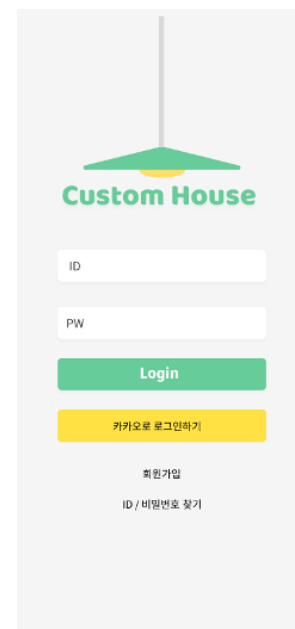 Custom House
ID
PW
Login
카카오로 로그인하기
회원가입
ID / 비밀번호 찾기